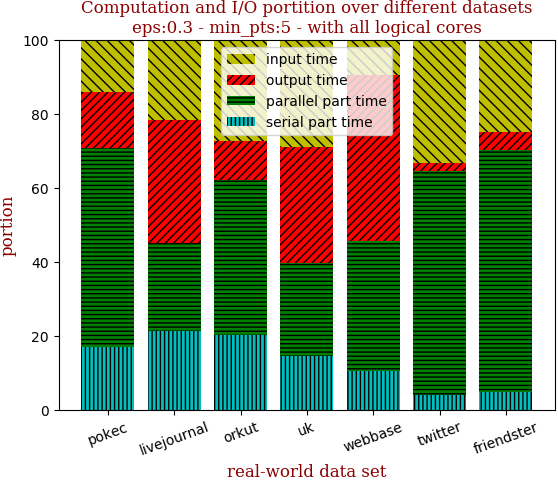 Computation and I/O portition over different datasets
eps:0.3 - min_pts:5 - with all logical cores
100
80
60
40
20
0
portion
input time
output time
parallel part time
serial part time
pokec
livejournal
orkut
uk
webbase
twitter
friendster
real-world data set